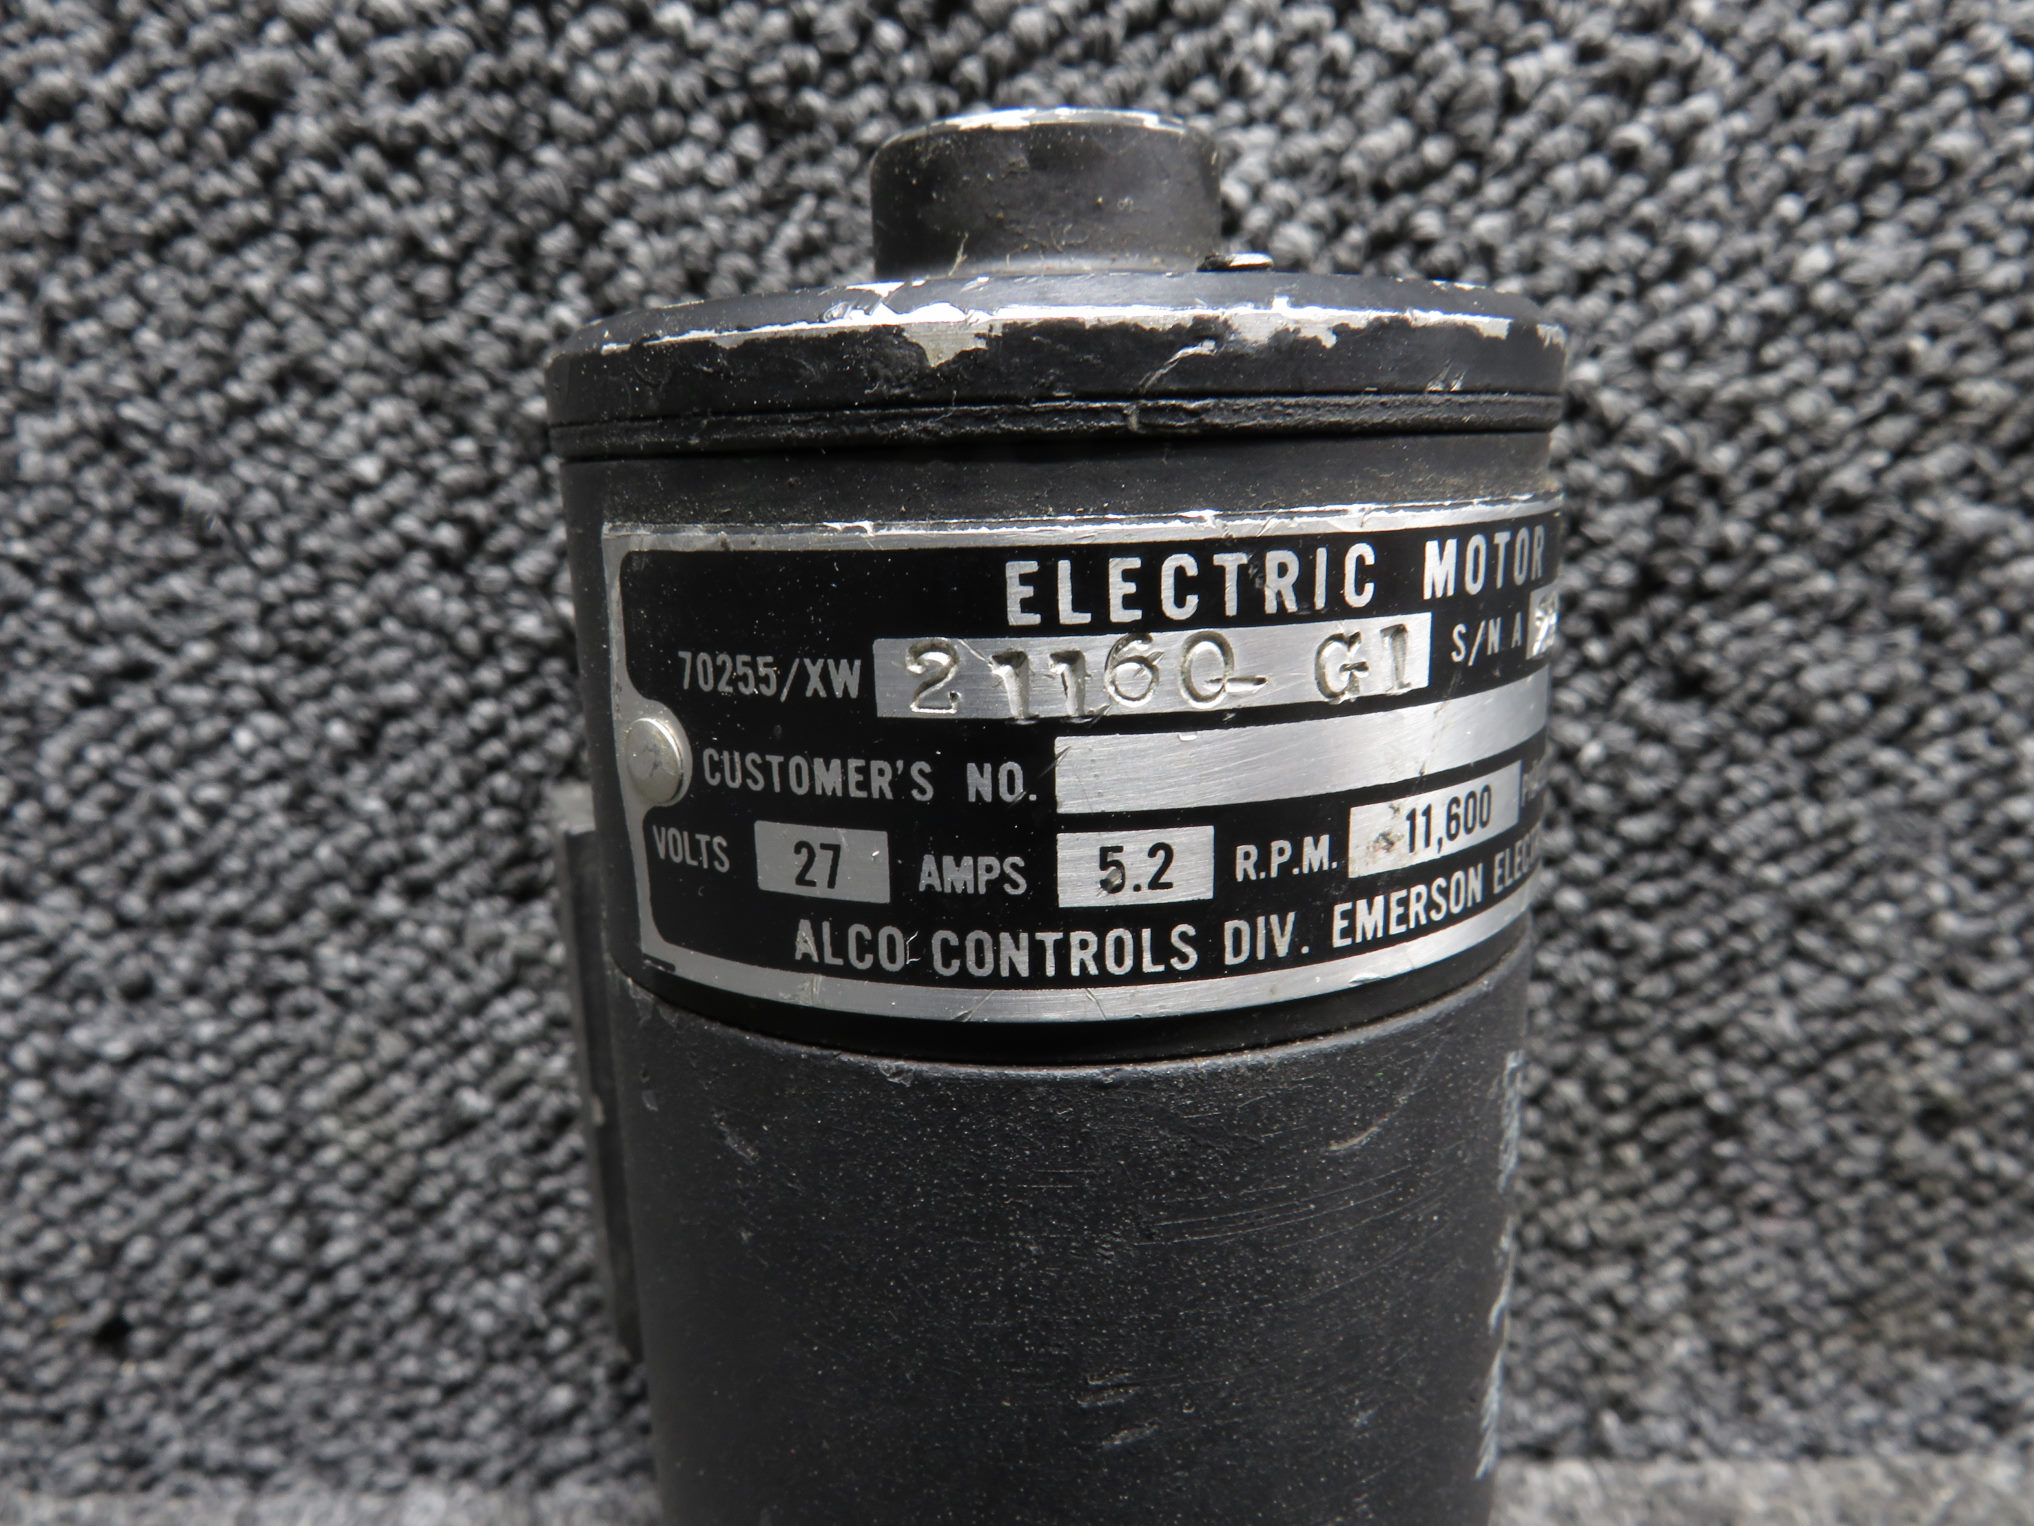 ELECTRIC MOTOR
70255/XW 21160-G1 S/N A
CUSTOMER'S NO.
VOLTS 27 AMPS 5.2 R.P.M. 11,600
ALCO CONTROLS DIV. EMERSON